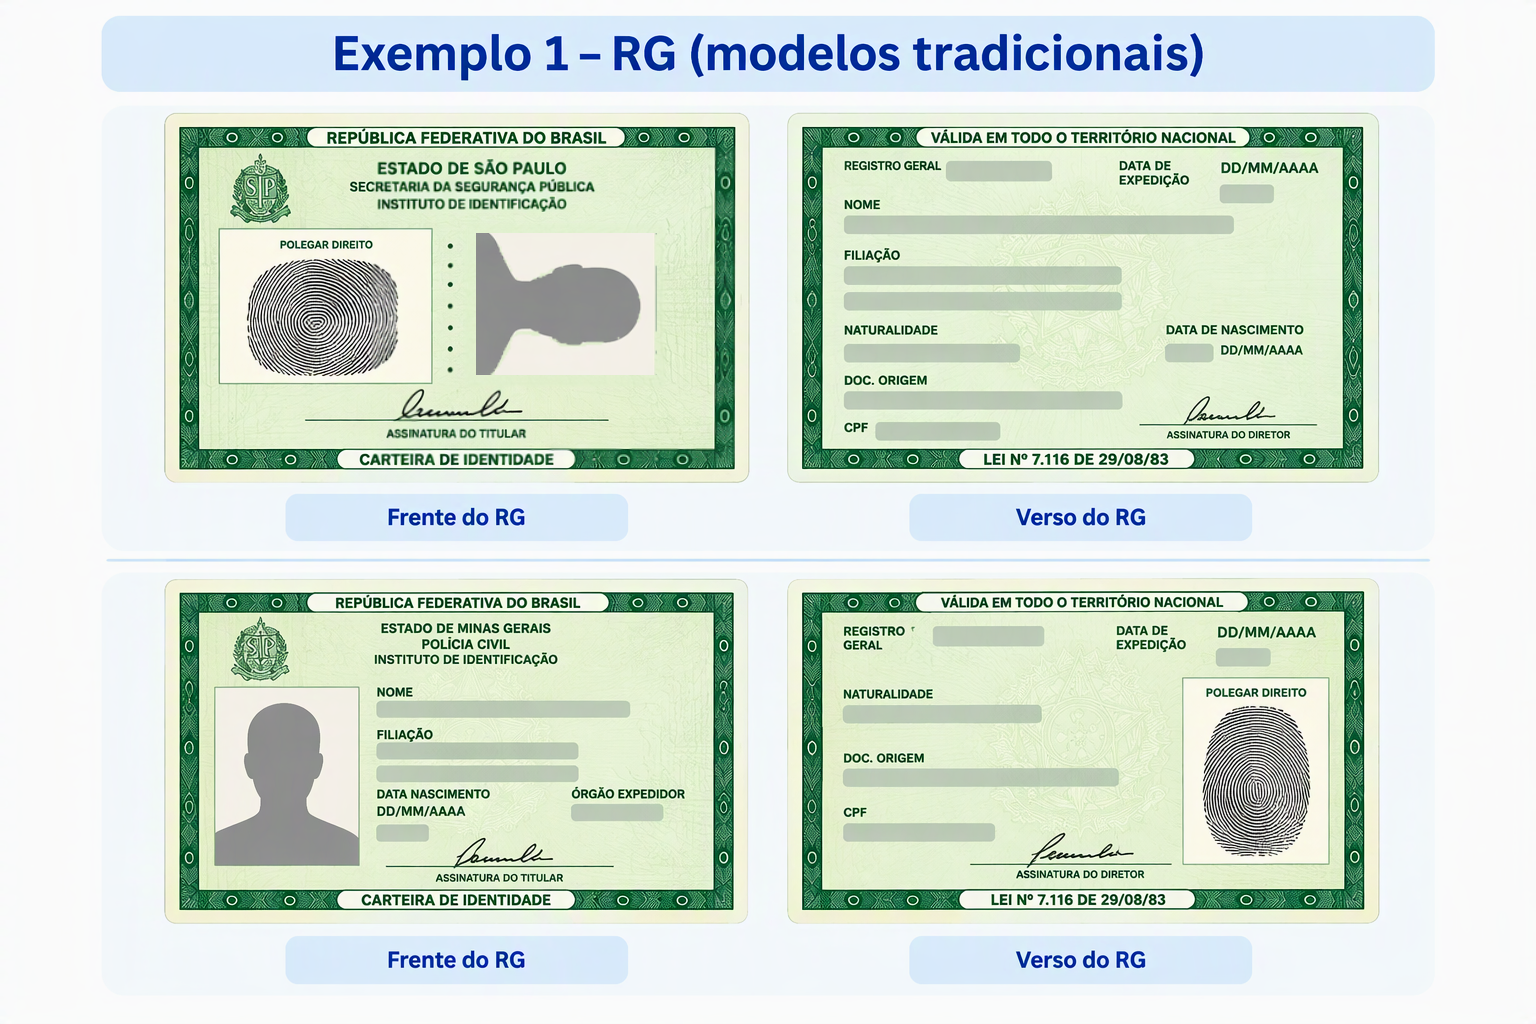 Exemplo 1 – RG (modelos tradicionais)
REPÚBLICA FEDERATIVA DO BRASIL
ESTADO DE SÃO PAULO
SECRETARIA DA SEGURANÇA PÚBLICA
INSTITUTO DE IDENTIFICAÇÃO
SP
POLEGAR DIREITO
ASSINATURA DO TITULAR
CARTEIRA DE IDENTIDADE
Frente do RG
VÁLIDA EM TODO O TERRITÓRIO NACIONAL
REGISTRO GERAL
DATA DE
EXPEDIÇÃO
DD/MM/AAAA
NOME
FILIAÇÃO
NATURALIDADE
DATA DE NASCIMENTO
DD/MM/AAAA
DOC. ORIGEM
CPF
ASSINATURA DO DIRETOR
LEI Nº 7.116 DE 29/08/83
Verso do RG
REPÚBLICA FEDERATIVA DO BRASIL
ESTADO DE MINAS GERAIS
POLÍCIA CIVIL
INSTITUTO DE IDENTIFICAÇÃO
SP
NOME
FILIAÇÃO
DATA NASCIMENTO
DD/MM/AAAA
ÓRGÃO EXPEDIDOR
ASSINATURA DO TITULAR
CARTEIRA DE IDENTIDADE
Frente do RG
VÁLIDA EM TODO O TERRITÓRIO NACIONAL
REGISTRO
GERAL
DATA DE
EXPEDIÇÃO
DD/MM/AAAA
NATURALIDADE
POLEGAR DIREITO
DOC. ORIGEM
CPF
ASSINATURA DO DIRETOR
LEI Nº 7.116 DE 29/08/83
Verso do RG